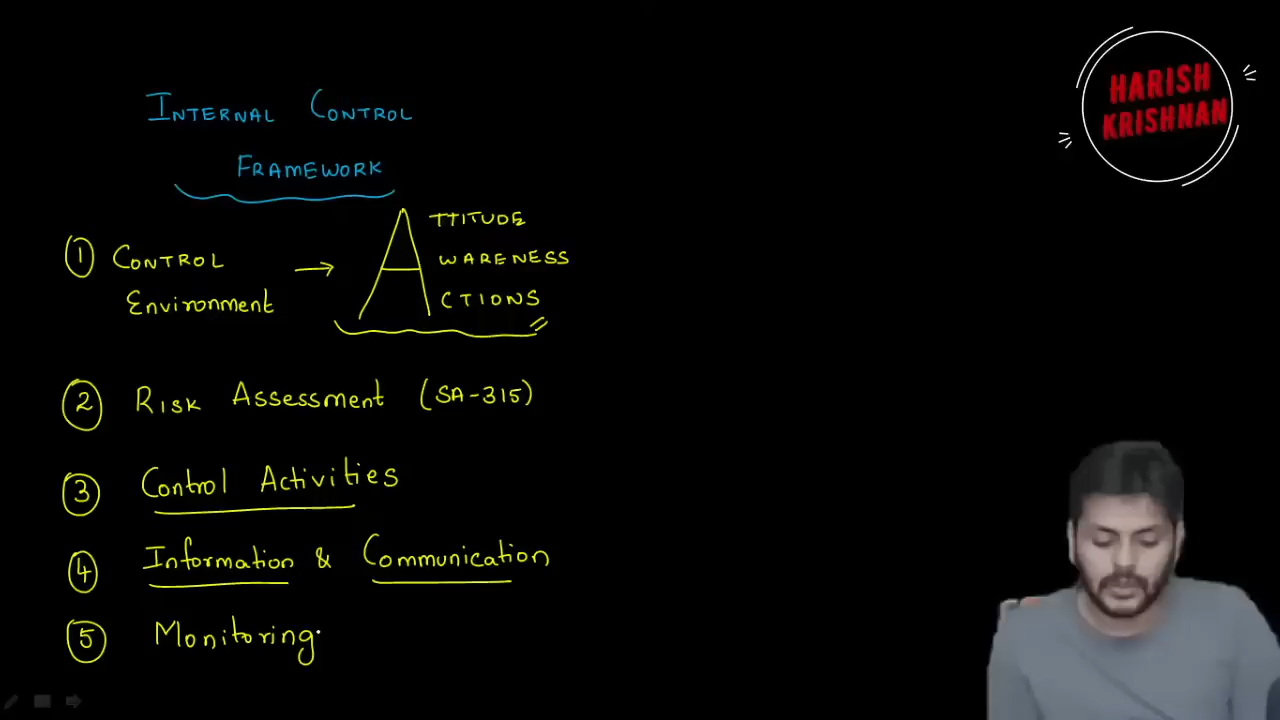 INTERNAL CONTROL
FRAMEWORK
① CONTROL
Environment
→ ATTITUDE
WARENESS
CTIONS
② RISK ASSESSMENT (SA-315)
③ Control Activities
④ Information & Communication
⑤ Monitoring
HARISH
KRISHNAN